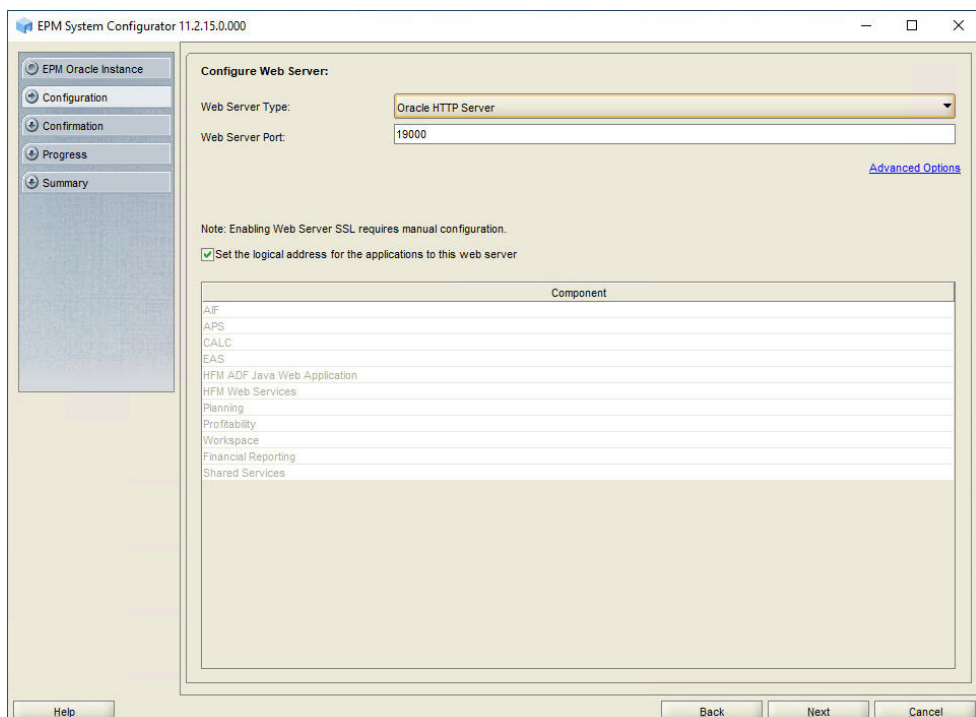 EPM System Configurator 11.2.15.0.000
EPM Oracle Instance
Configuration
Confirmation
Progress
Summary
Configure Web Server:
Web Server Type: Oracle HTTP Server
Web Server Port: 19000
Advanced Options
Note: Enabling Web Server SSL requires manual configuration.
Set the logical address for the applications to this web server
Component
AIF
APS
CALC
EAS
HFM ADF Java Web Application
HFM Web Services
Planning
Profitability
Workspace
Financial Reporting
Shared Services
Help Back Next Cancel